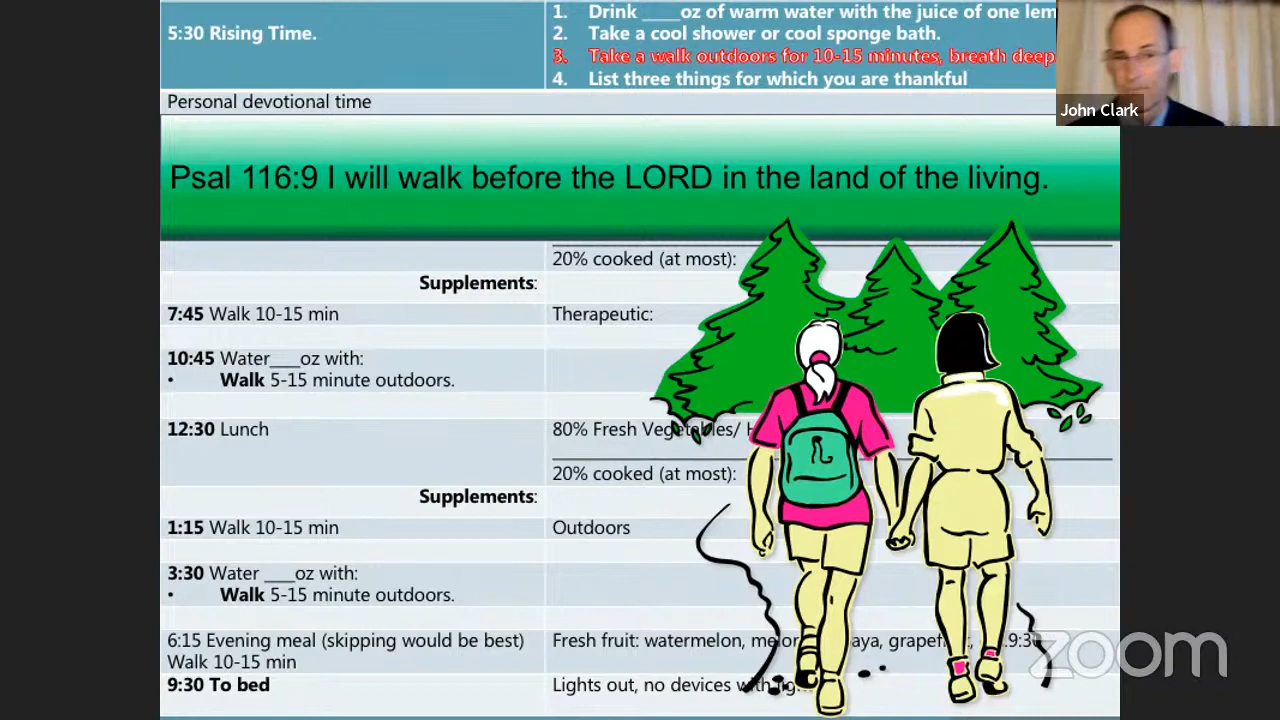 1. Drink ____oz of warm water with the juice of one lem
5:30 Rising Time.
2. Take a cool shower or cool sponge bath.
3. Take a walk outdoors for 10-15 minutes, breath deep
4. List three things for which you are thankful
Personal devotional time
John Clark
Psal 116:9 I will walk before the LORD in the land of the living.
20% cooked (at most):
Supplements:
7:45 Walk 10-15 min
Therapeutic:
10:45 Water___oz with:
• Walk 5-15 minute outdoors.
12:30 Lunch
80% Fresh Vegetables/
20% cooked (at most):
Supplements:
1:15 Walk 10-15 min
Outdoors
3:30 Water ____oz with:
• Walk 5-15 minute outdoors.
6:15 Evening meal (skipping would be best)
Fresh fruit: watermelon,
Walk 10-15 min
9:30 To bed
Lights out, no devices with
zoom